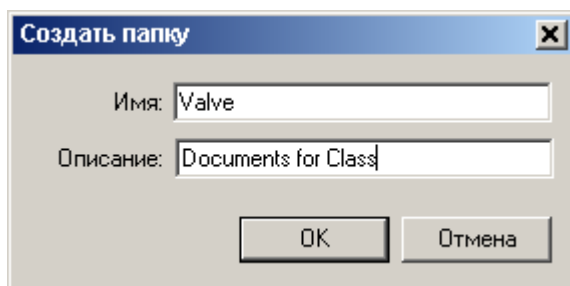 Создать папку
Имя: Valve
Описание: Documents for Class
OK Отмена